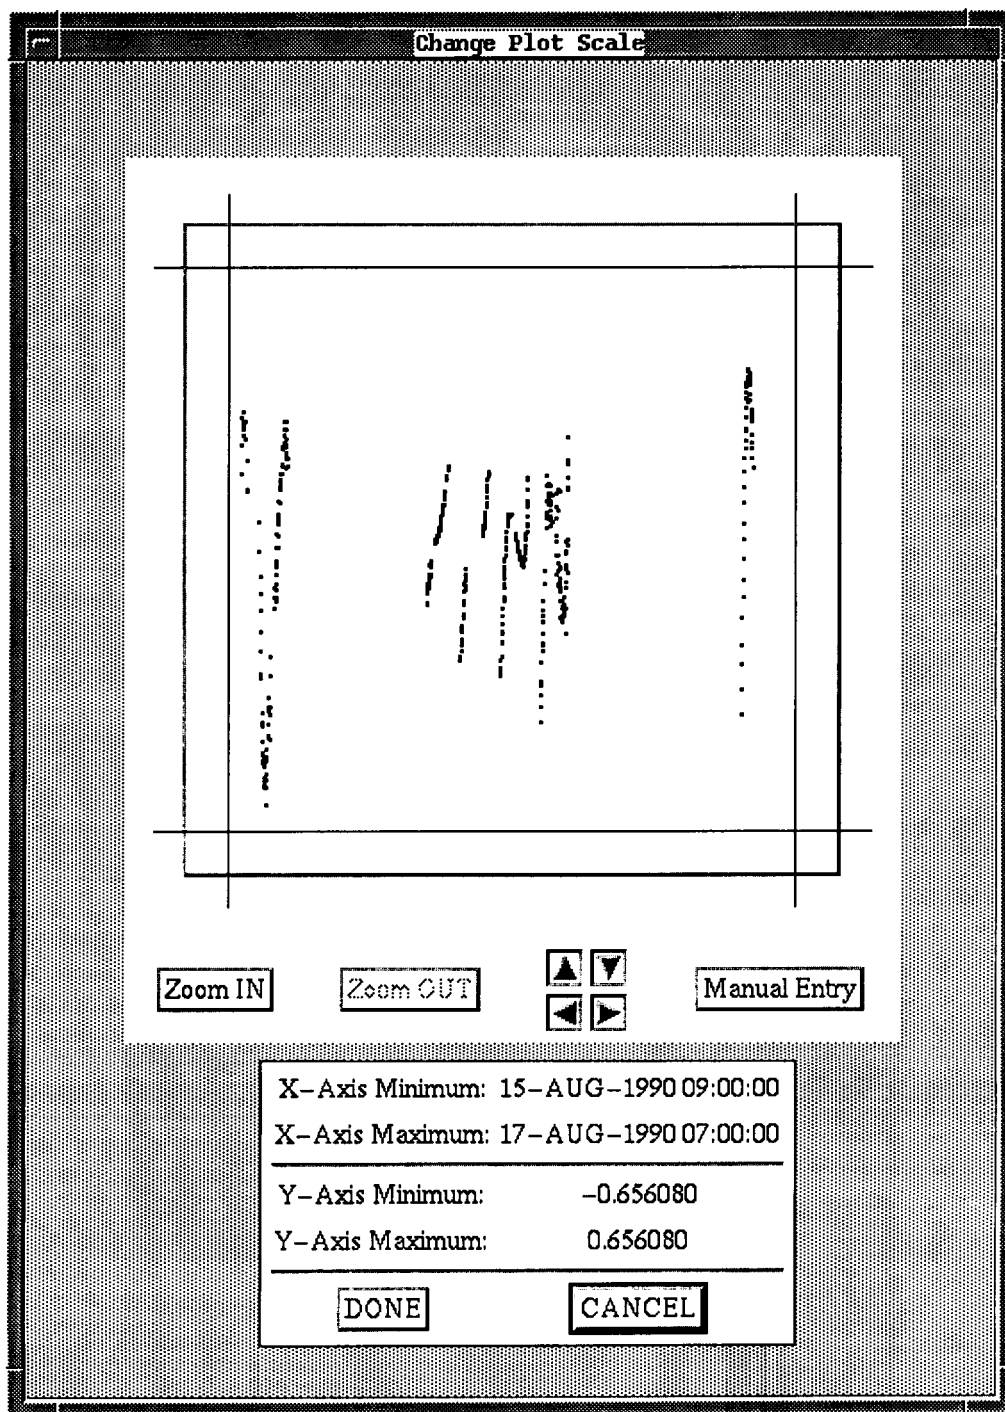 Change Plot Scale
Zoom IN
Zoom OUT
Manual Entry
X-Axis Minimum: 15-AUG-1990 09:00:00
X-Axis Maximum: 17-AUG-1990 07:00:00
Y-Axis Minimum: -0.656080
Y-Axis Maximum: 0.656080
DONE
CANCEL